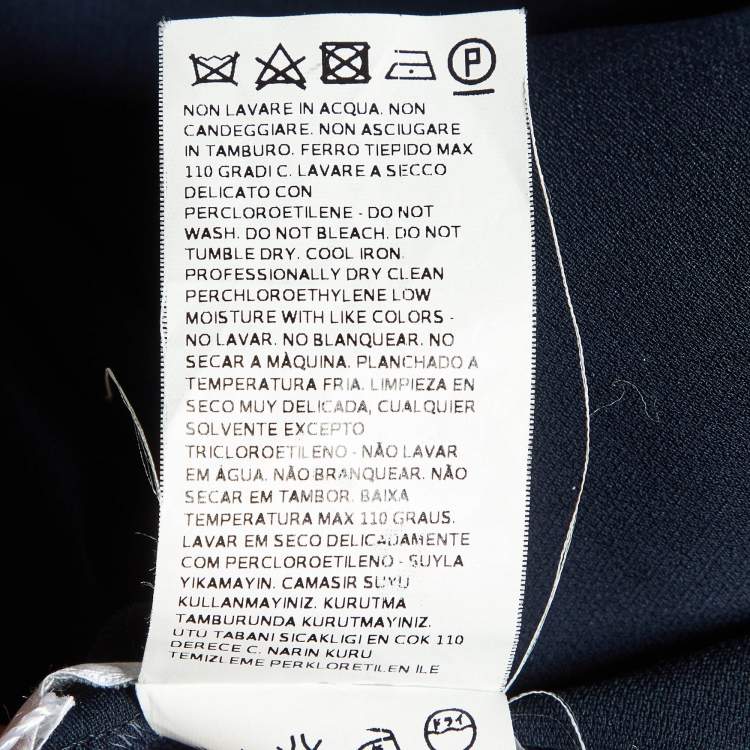 P
NON LAVARE IN ACQUA. NON
CANDEGGIARE. NON ASCIUGARE
IN TAMBURO. FERRO TIEPIDO MAX
110 GRADI C. LAVARE A SECCO
DELICATO CON
PERCLOROETILENE - DO NOT
WASH. DO NOT BLEACH. DO NOT
TUMBLE DRY. COOL IRON.
PROFESSIONALLY DRY CLEAN
PERCHLOROETHYLENE LOW
MOISTURE WITH LIKE COLORS -
NO LAVAR. NO BLANQUEAR. NO
SECAR A MÀQUINA. PLANCHADO A
TEMPERATURA FRIA. LIMPIEZA EN
SECO MUY DELICADA, CUALQUIER
SOLVENTE EXCEPTO
TRICLOROETILENO - NÃO LAVAR
EM ÁGUA. NÃO BRANQUEAR. NÃO
SECAR EM TAMBOR. BAIXA
TEMPERATURA MAX 110 GRAUS.
LAVAR EM SECO DELICADAMENTE
COM PERCLOROETILENO - SUYLA
YIKAMAYIN. CAMASIR SUYU
KULLANMAYINIZ. KURUTMA
TAMBURUNDA KURUTMAYINIZ.
UTU TABANI SICAKLIGI EN COK 110
DERECE C. NARIN KURU
TEMIZLEME PERKLORETILEN ILE
ドライ